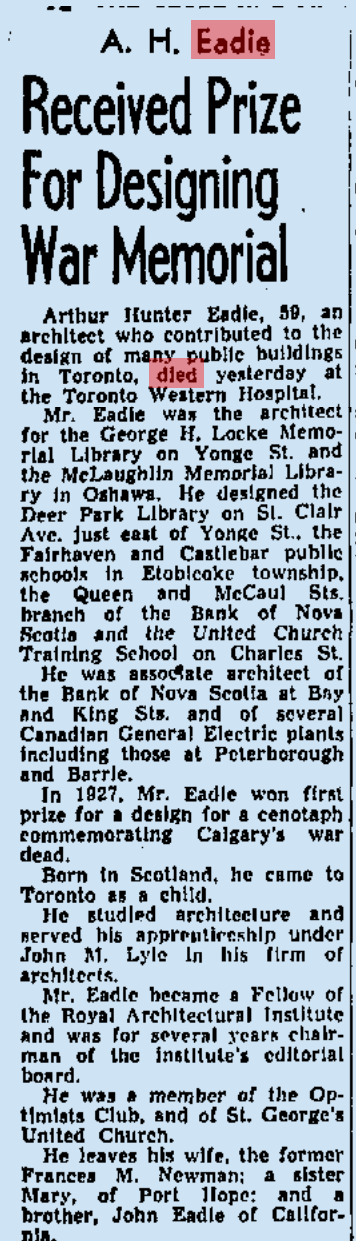 A. H. Eadie
Received Prize
For Designing
War Memorial
Arthur Hunter Eadie, 59, an
architect who contributed to the
design of many public buildings
in Toronto, died yesterday at
the Toronto Western Hospital.
Mr. Eadie was the architect
for the George H. Locke Memo-
rial Library on Yonge St. and
the McLaughlin Memorial Libra-
ry in Oshawa. He designed the
Deer Park Library on St. Clair
Ave. just east of Yonge St., the
Fairhaven and Castlebar public
schools in Etobicoke township,
the Queen and McCaul Sts.
branch of the Bank of Nova
Scotia and the United Church
Training School on Charles St.
He was associate architect of
the Bank of Nova Scotia at Bay
and King Sts. and of several
Canadian General Electric plants
including those at Peterborough
and Barrie.
In 1927, Mr. Eadie won first
prize for a design for a cenotaph
commemorating Calgary's war
dead.
Born in Scotland, he came to
Toronto as a child.
He studied architecture and
served his apprenticeship under
John M. Lyle in his firm of
architects.
Mr. Eadie became a Fellow of
the Royal Architectural Institute
and was for several years chair-
man of the institute's editorial
board.
He was a member of the Op-
timists Club, and of St. George's
United Church.
He leaves his wife, the former
Frances M. Newman; a sister
Mary, of Port Hope; and a
brother, John Eadie of Califor-
nia.